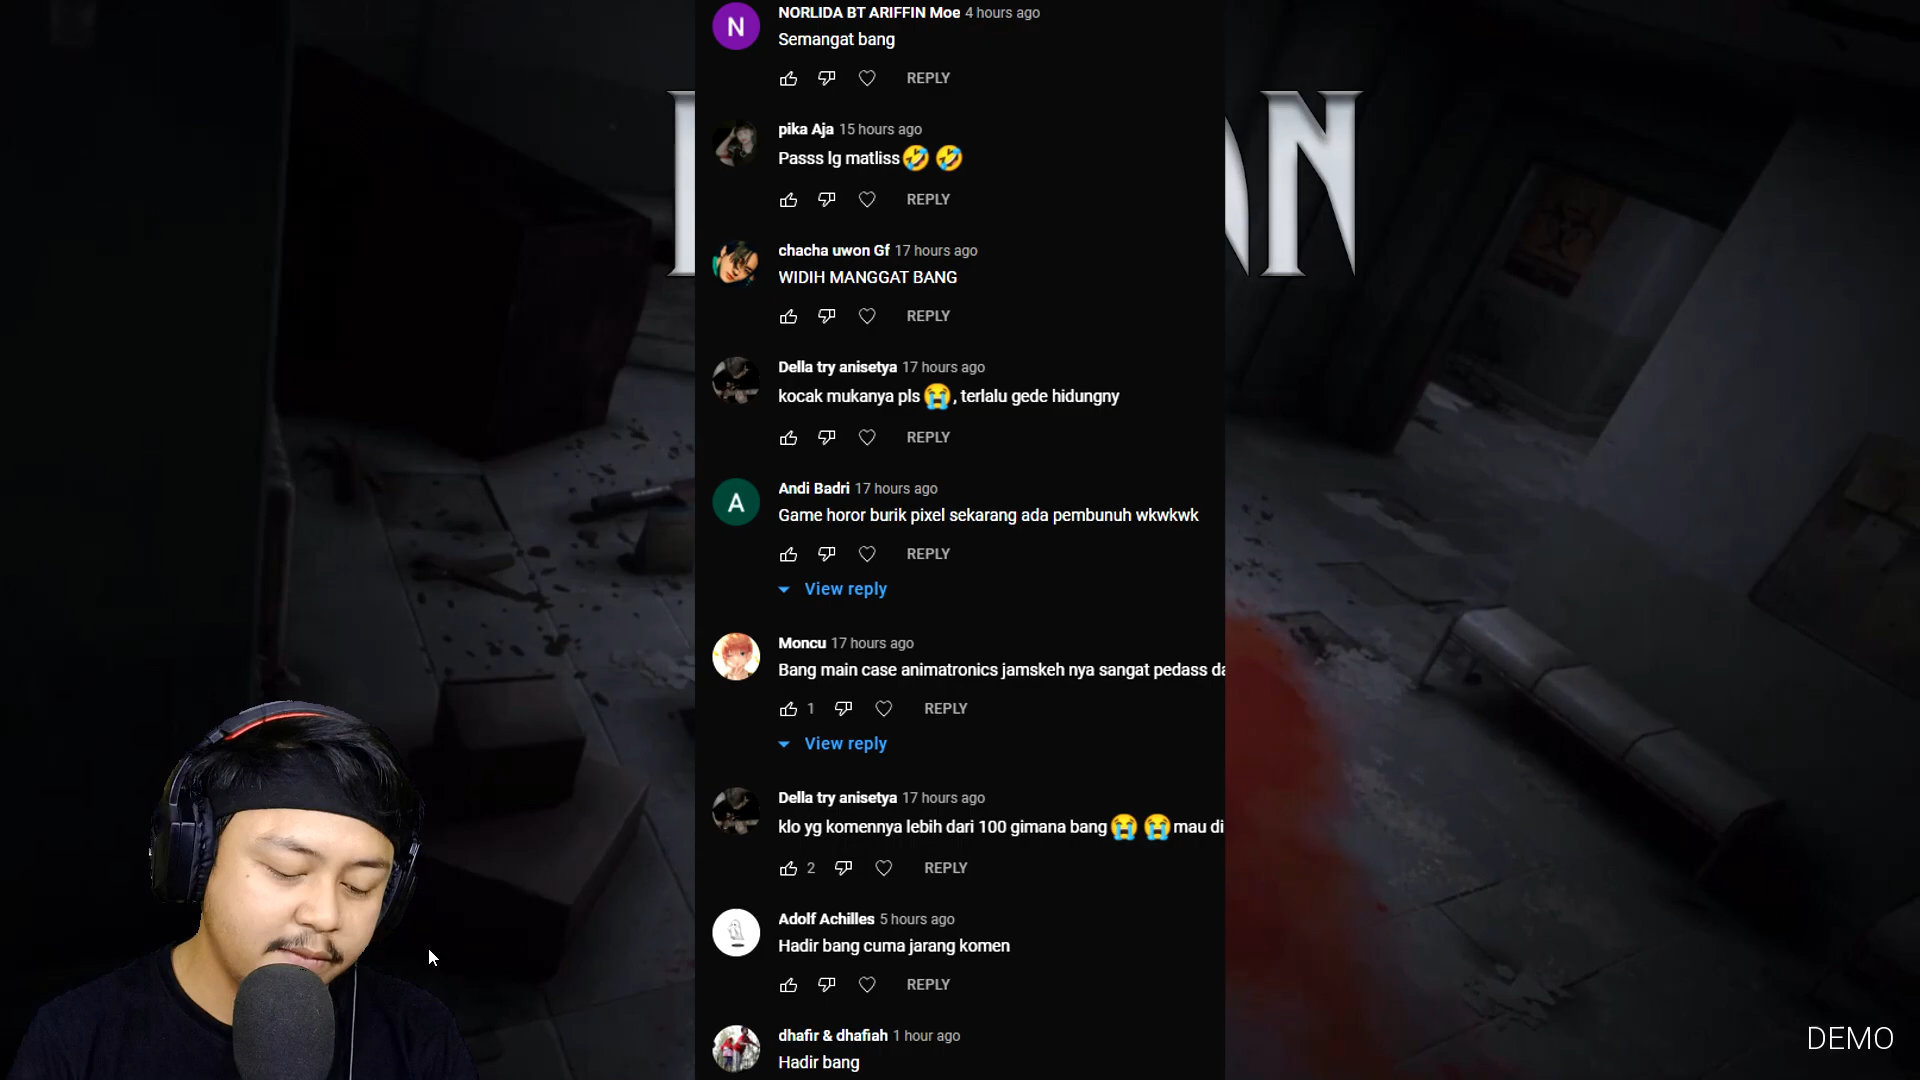 NORLIDA BT ARIFFIN Moe 4 hours ago
Semangat bang
REPLY
pika Aja 15 hours ago
Passs lg matliss🤣 🤣
REPLY
chacha uwon Gf 17 hours ago
WIDIH MANGGAT BANG
REPLY
Della try anisetya 17 hours ago
kocak mukanya pls😭, terlalu gede hidungny
REPLY
A
Andi Badri 17 hours ago
Game horor burik pixel sekarang ada pembunuh wkwkwk
REPLY
View reply
Moncu 17 hours ago
Bang main case animatronics jamskeh nya sangat pedass da
1 REPLY
View reply
Della try anisetya 17 hours ago
klo yg komennya lebih dari 100 gimana bang😭 😭mau di
2 REPLY
Adolf Achilles 5 hours ago
Hadir bang cuma jarang komen
REPLY
dhafir & dhafiah 1 hour ago
Hadir bang
N
N
DEMO